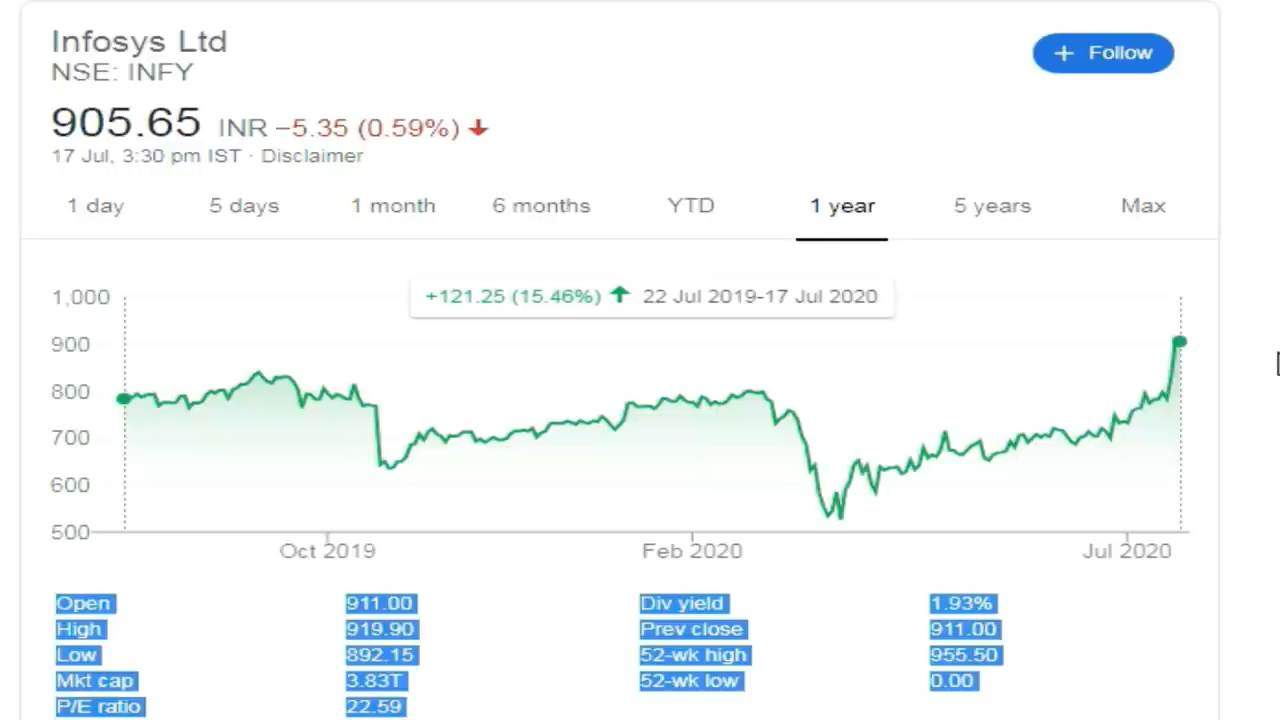 Infosys Ltd
NSE: INFY
+ Follow
905.65 INR −5.35 (0.59%)
17 Jul, 3:30 pm IST · Disclaimer
1 day 5 days 1 month 6 months YTD 1 year 5 years Max
+121.25 (15.46%) 22 Jul 2019-17 Jul 2020
1,000
900
800
700
600
500
Oct 2019 Feb 2020 Jul 2020
Open 911.00 Div yield 1.93%
High 919.90 Prev close 911.00
Low 892.15 52-wk high 955.50
Mkt cap 3.83T 52-wk low 0.00
P/E ratio 22.59